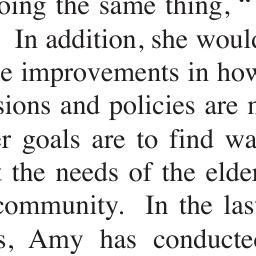 oing the same thing, "
In addition, she would
e improvements in how
sions and policies are
er goals are to find wa
the needs of the elder
community. In the las
s, Amy has conducted